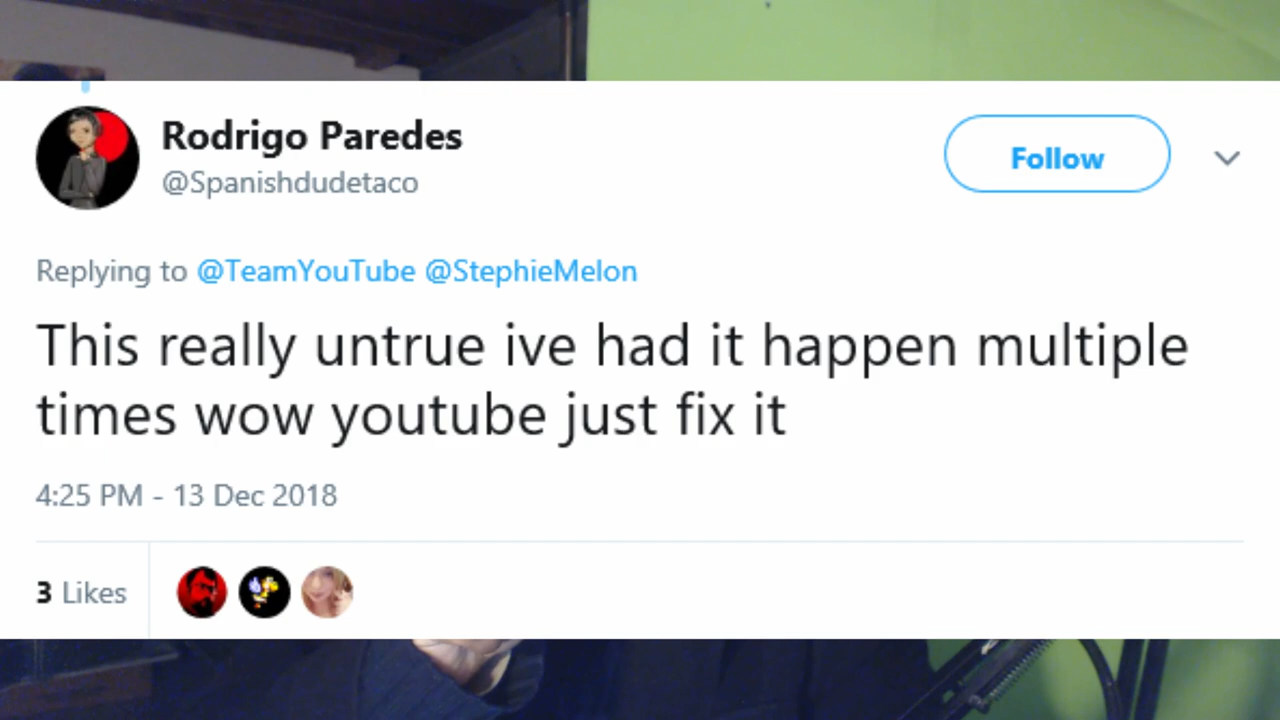 Rodrigo Paredes
@Spanishdudetaco
Follow
Replying to @TeamYouTube @StephieMelon
This really untrue ive had it happen multiple
times wow youtube just fix it
4:25 PM - 13 Dec 2018
3 Likes